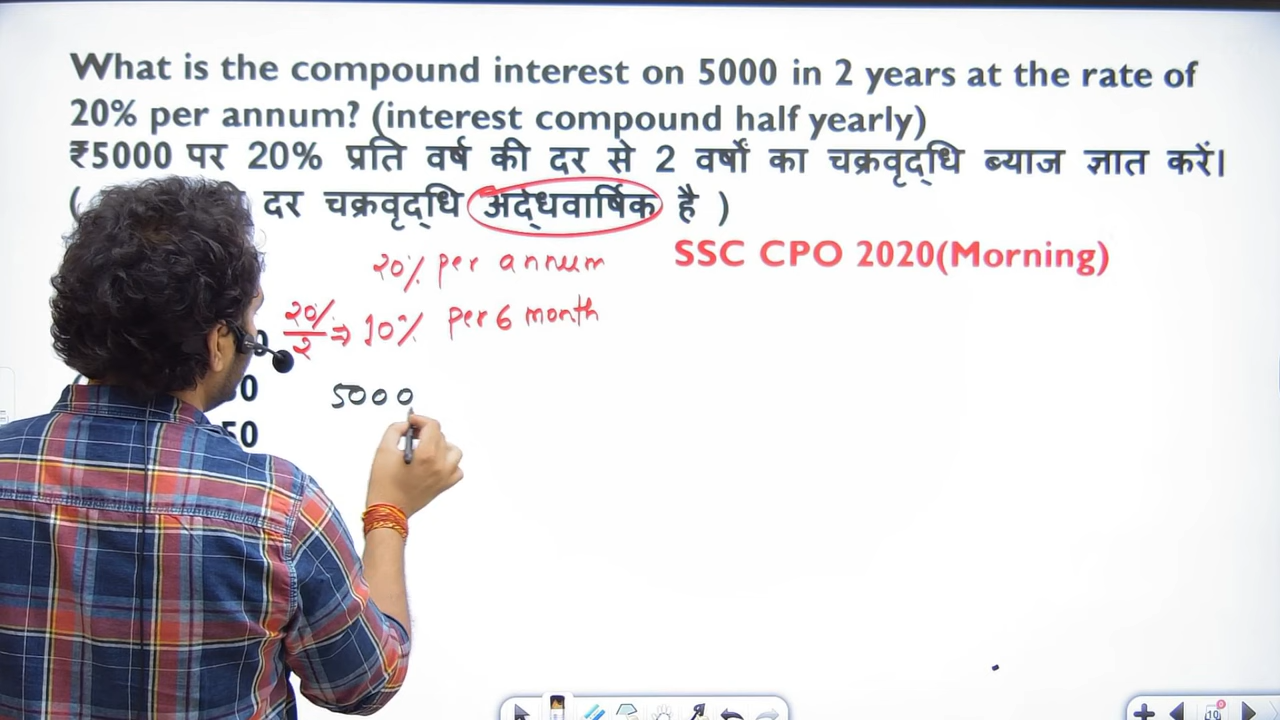 What is the compound interest on 5000 in 2 years at the rate of
20% per annum? (interest compound half yearly)
₹5000 पर 20% प्रति वर्ष की दर से 2 वर्षों का चक्रवृद्धि ब्याज ज्ञात करें।
( दर चक्रवृद्धि अर्द्धवार्षिक है )
SSC CPO 2020(Morning)
20% per annum
20%/2 ⇒ 10% per 6 month
5000